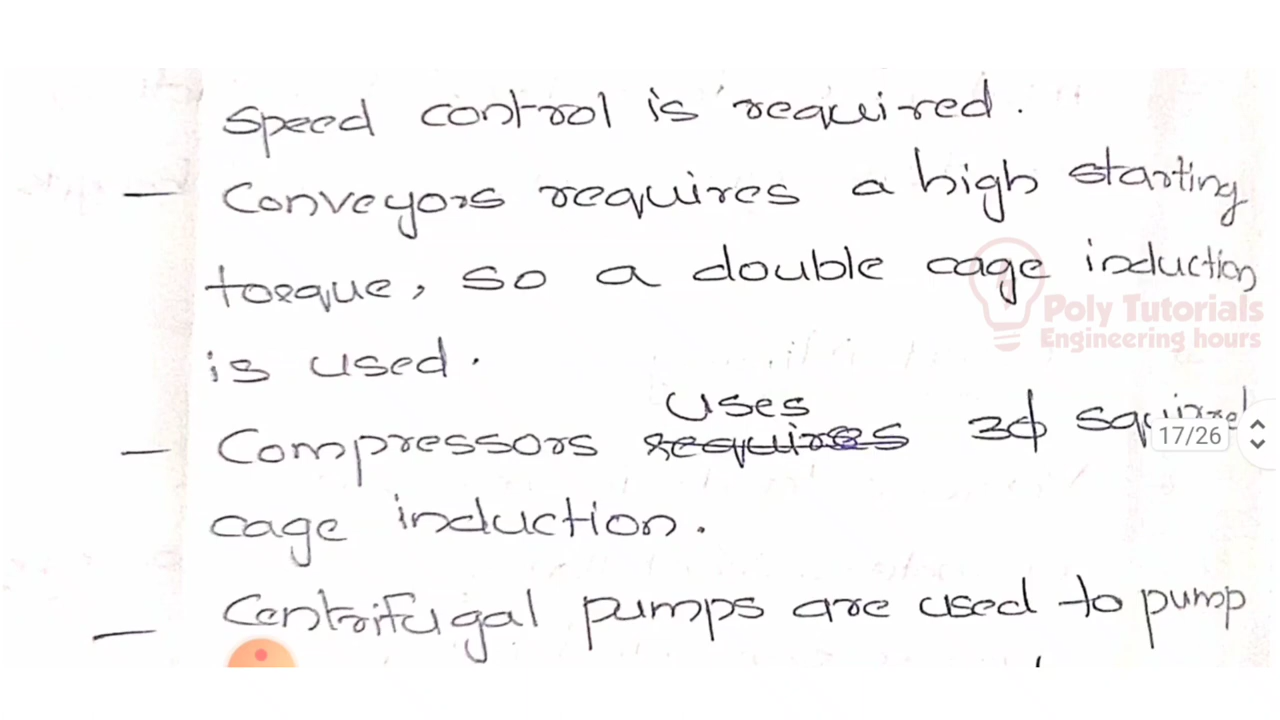 speed control is required.
— Conveyors requires a high starting
torque, so a double cage induction
is used.
uses
— Compressors requires 3ϕ squirrel
cage induction.
— Centrifugal pumps are used to pump
Poly Tutorials
Engineering hours
17/26